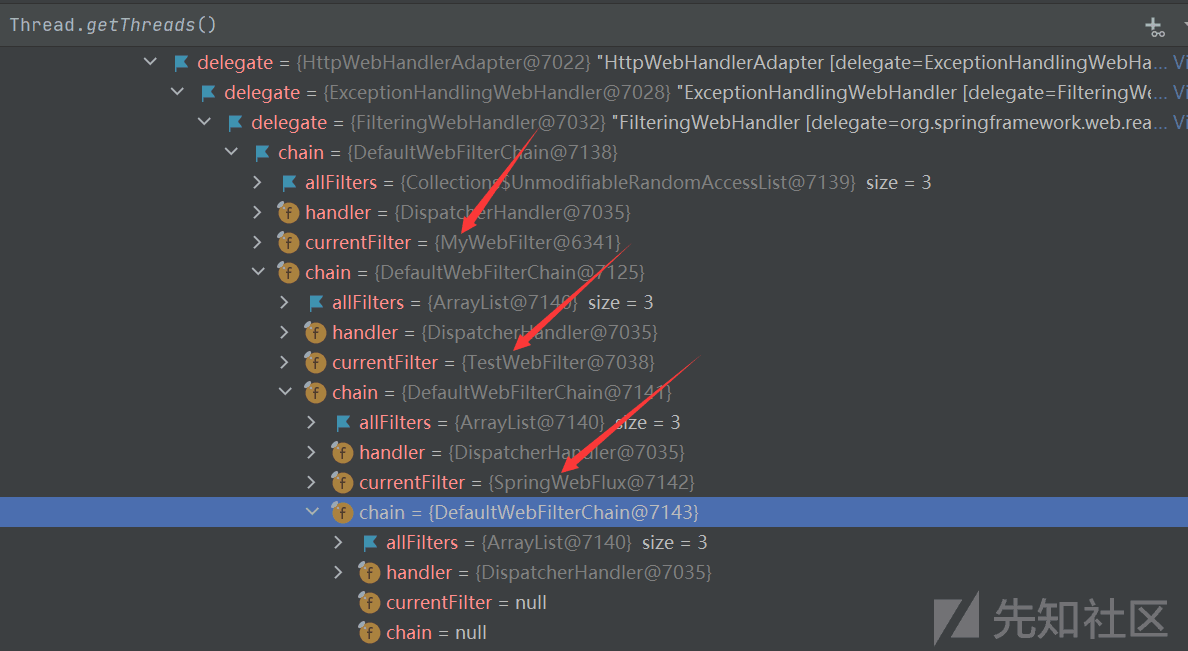 Thread.getThreads()
delegate = {HttpWebHandlerAdapter@7022} "HttpWebHandlerAdapter [delegate=ExceptionHandlingWebHa... Vi
delegate = {ExceptionHandlingWebHandler@7028} "ExceptionHandlingWebHandler [delegate=FilteringWe... Vi
delegate = {FilteringWebHandler@7032} "FilteringWebHandler [delegate=org.springframework.web.rea... Vi
chain = {DefaultWebFilterChain@7138}
allFilters = {Collections$UnmodifiableRandomAccessList@7139} size = 3
handler = {DispatcherHandler@7035}
currentFilter = {MyWebFilter@6341}
chain = {DefaultWebFilterChain@7125}
allFilters = {ArrayList@7140} size = 3
handler = {DispatcherHandler@7035}
currentFilter = {TestWebFilter@7038}
chain = {DefaultWebFilterChain@7141}
allFilters = {ArrayList@7140} size = 3
handler = {DispatcherHandler@7035}
currentFilter = {SpringWebFlux@7142}
chain = {DefaultWebFilterChain@7143}
allFilters = {ArrayList@7140} size = 3
handler = {DispatcherHandler@7035}
currentFilter = null
chain = null
先知社区